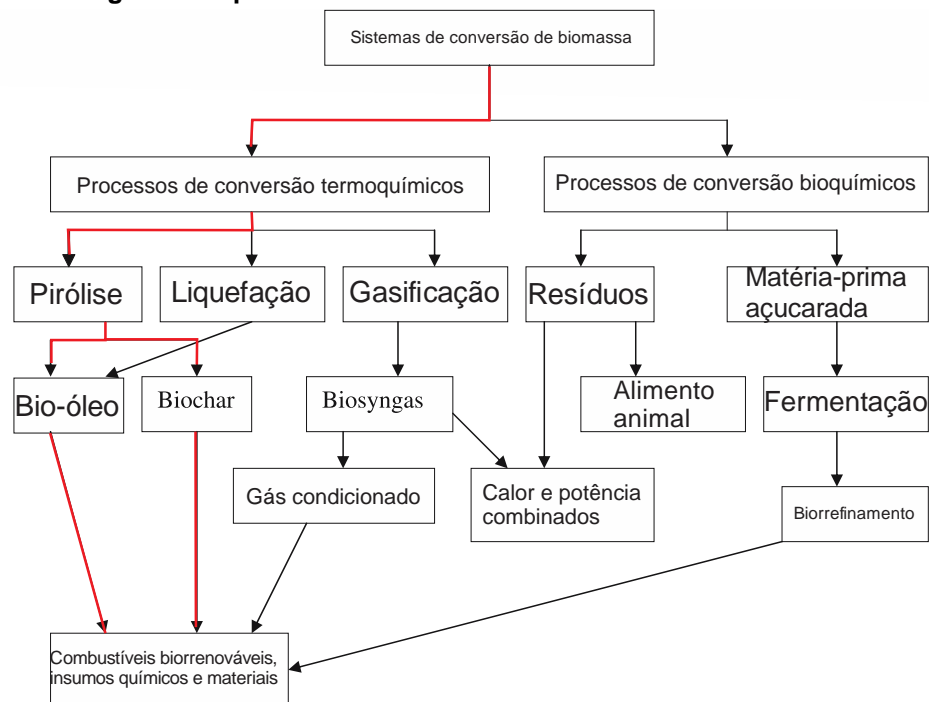 Sistemas de conversão de biomassa
Processos de conversão termoquímicos
Processos de conversão bioquímicos
Pirólise
Liquefação
Gasificação
Resíduos
Matéria-prima
açucarada
Bio-óleo
Biochar
Biosyngas
Alimento
animal
Fermentação
Gás condicionado
Calor e potência
combinados
Biorrefinamento
Combustíveis biorrenováveis,
insumos químicos e materiais